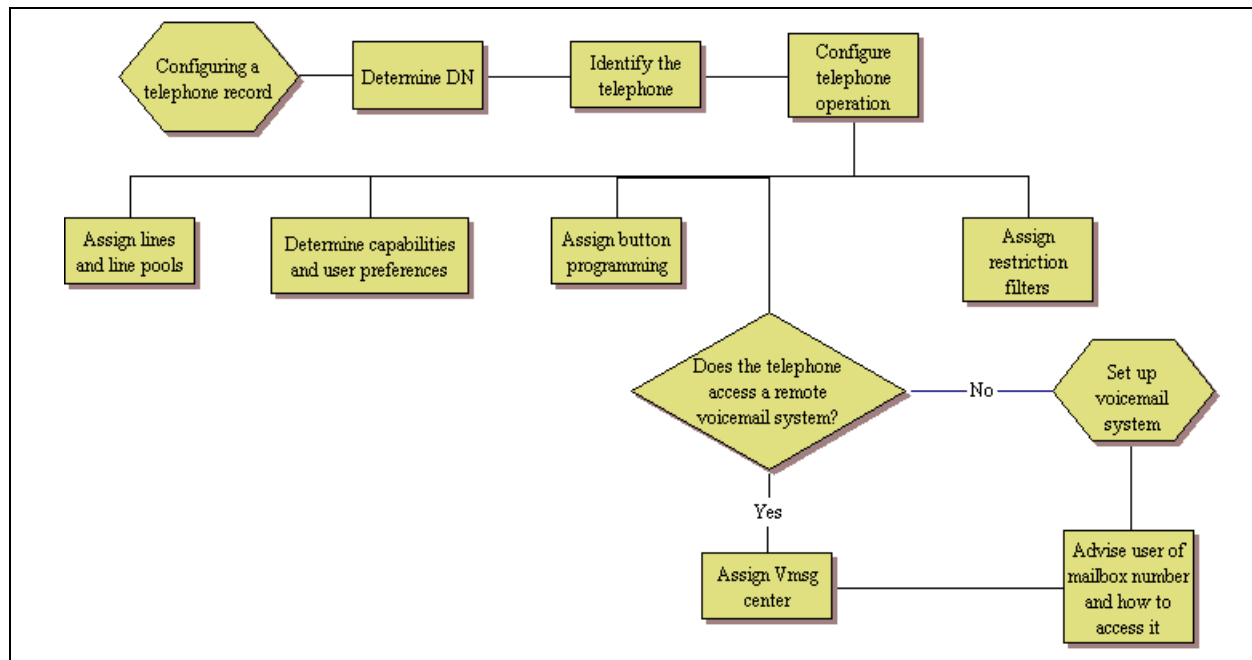 Configuring a
telephone record
Determine DN
Identify the
telephone
Configure
telephone
operation
Assign lines
and line pools
Determine capabilities
and user preferences
Assign button
programming
Assign
restriction
filters
Does the telephone
access a remote
voicemail system?
No
Set up
voicemail
system
Yes
Assign Vmsg
center
Advise user of
mailbox number
and how to
access it